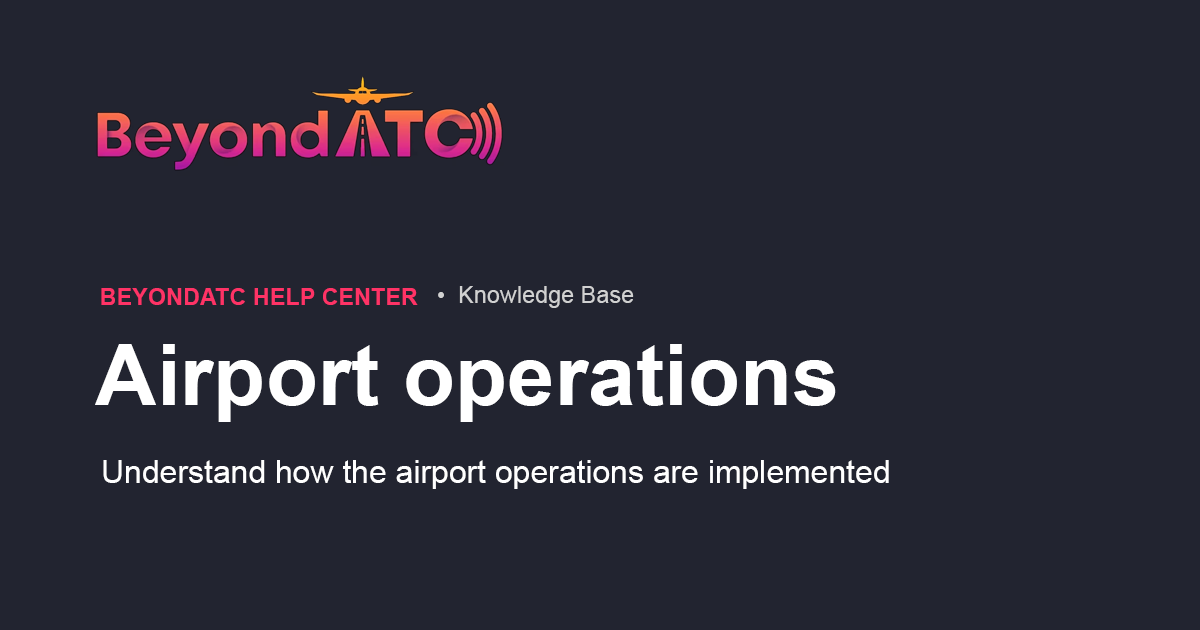 BeyondATC
BEYONDATC HELP CENTER • Knowledge Base
Airport operations
Understand how the airport operations are implemented